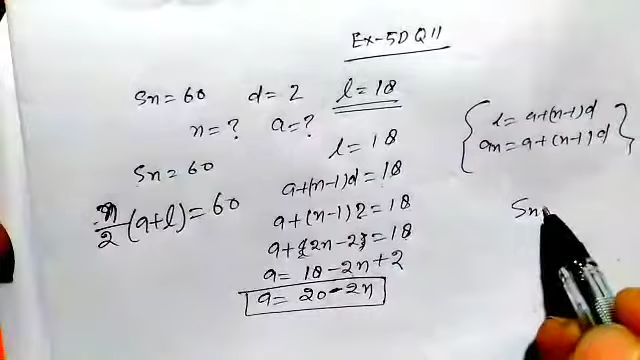 Ex-5D Q11
Sn=60 d=2 l=18
n=? a=?
Sn=60
n/2 (a+l)=60
l=18
a+(n-1)d=18
a+(n-1)2=18
a+{2n-2}=18
a= 18-2n+2
a= 20-2n
{ l= a+(n-1)d
an=a+(n-1)d }
Sn